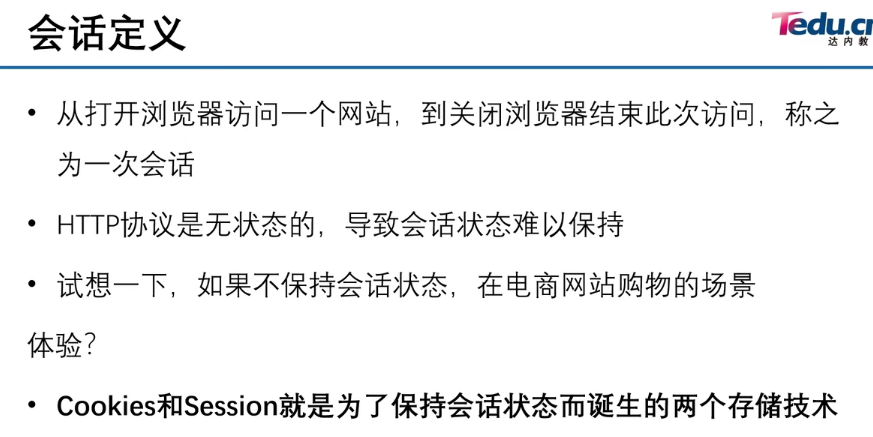 会话定义
Tedu.cn
达内教
• 从打开浏览器访问一个网站，到关闭浏览器结束此次访问，称之
为一次会话
• HTTP协议是无状态的，导致会话状态难以保持
• 试想一下，如果不保持会话状态，在电商网站购物的场景
体验？
• Cookies和Session就是为了保持会话状态而诞生的两个存储技术